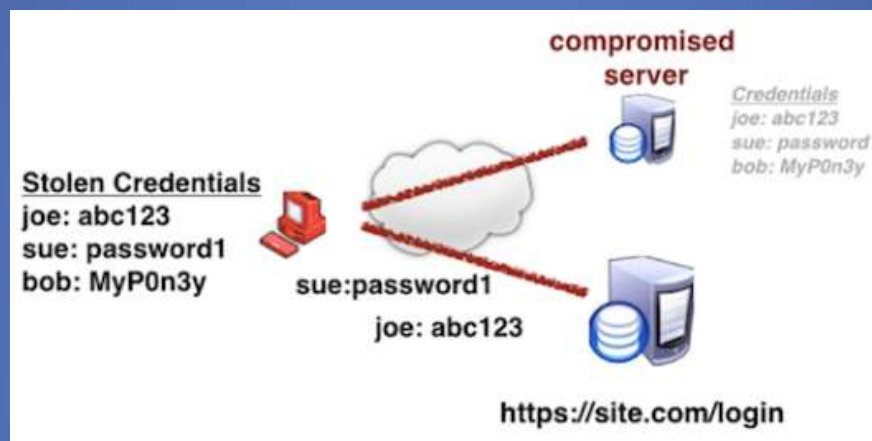 compromised
server
Credentials
joe: abc123
sue: password
bob: MyP0n3y
Stolen Credentials
joe: abc123
sue: password1
bob: MyP0n3y
sue:password1
joe: abc123
https://site.com/login